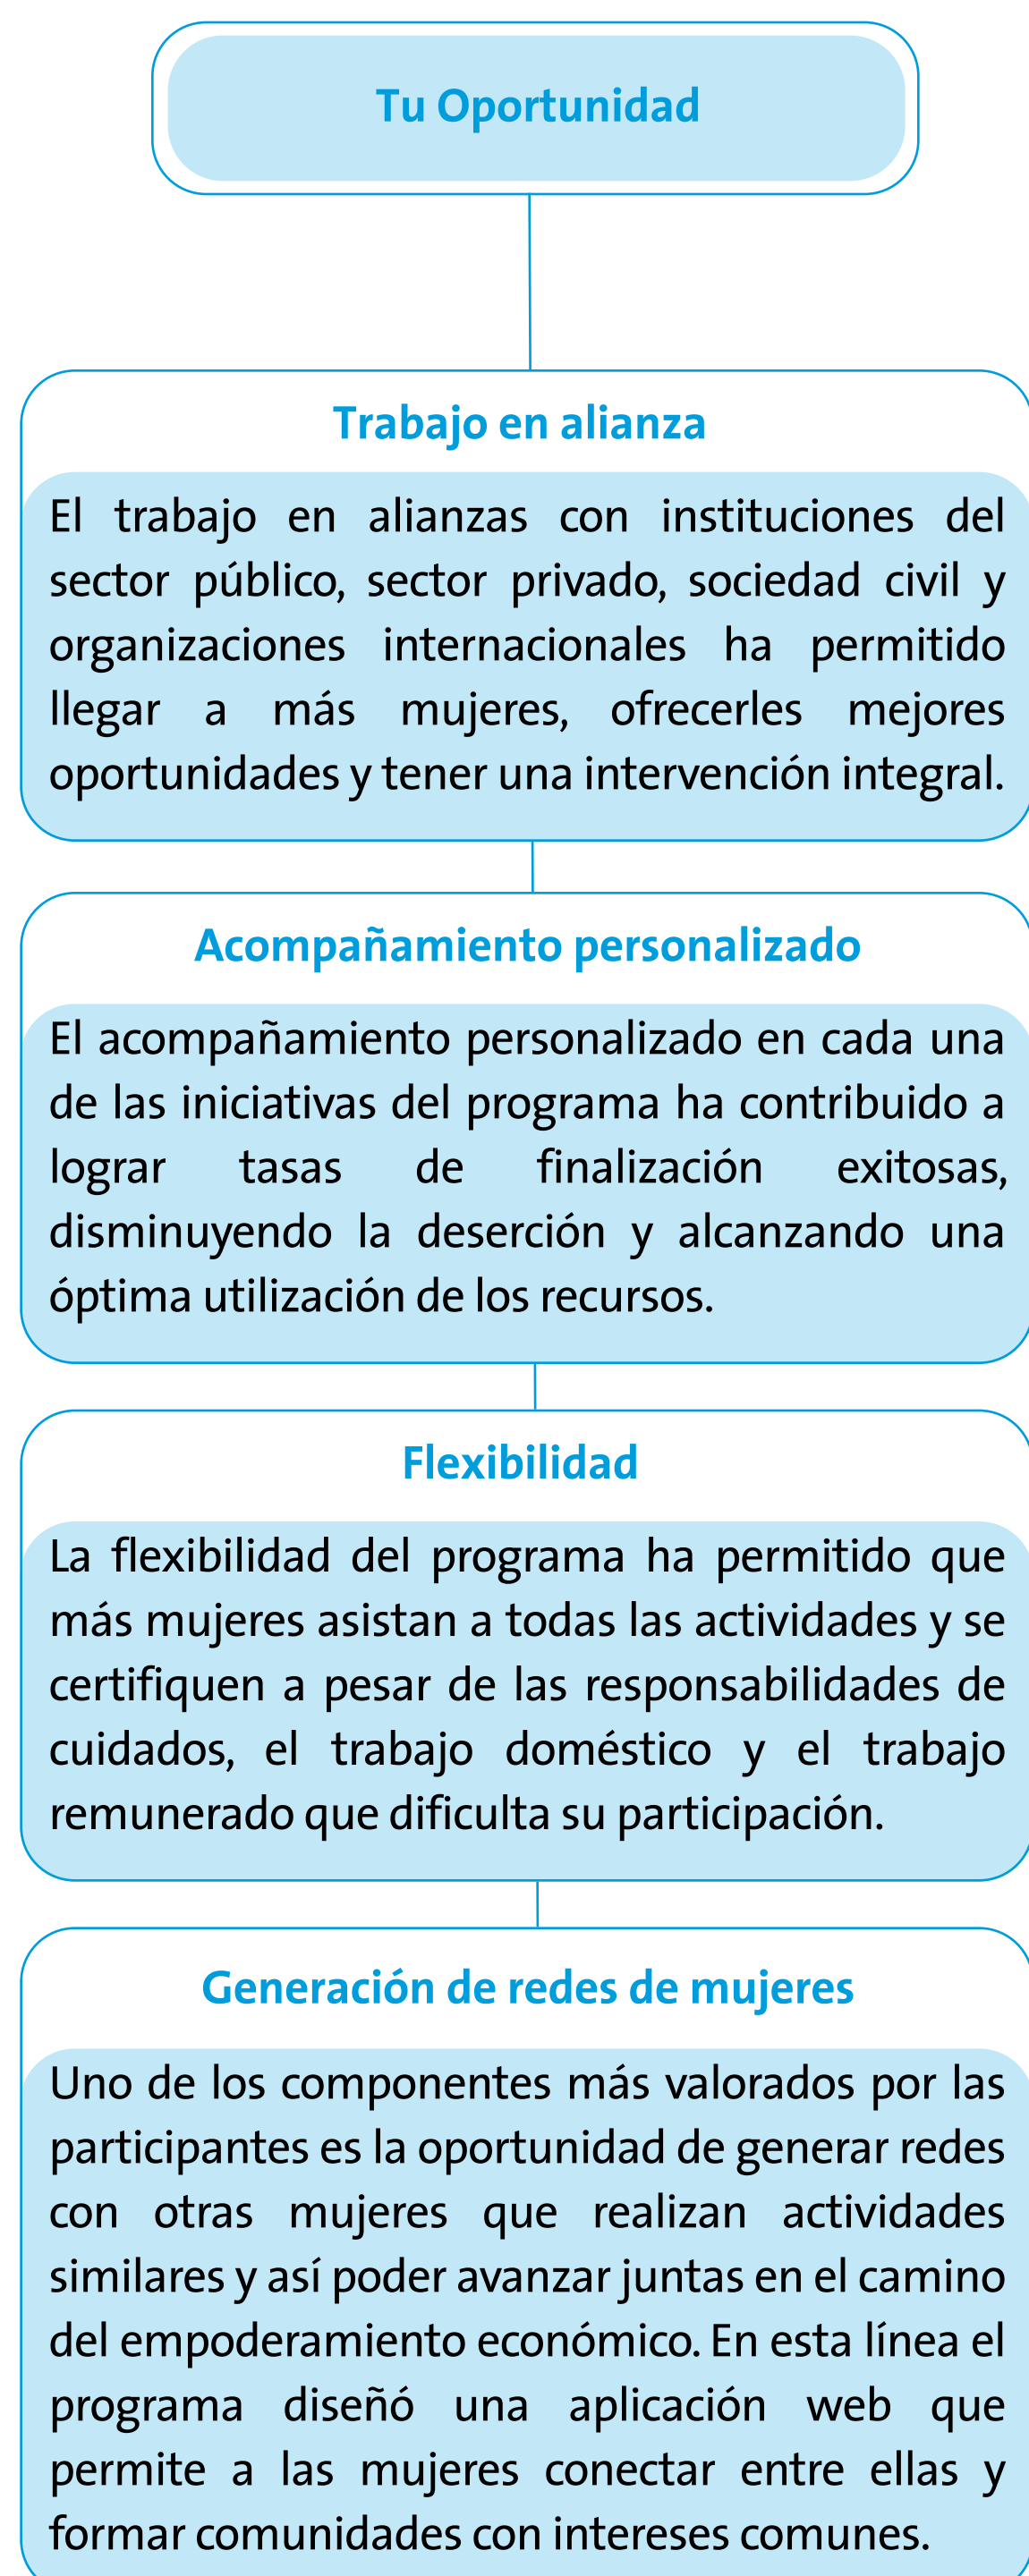 Tu Oportunidad
Trabajo en alianza
El trabajo en alianzas con instituciones del
sector público, sector privado, sociedad civil y
organizaciones internacionales ha permitido
llegar a más mujeres, ofrecerles mejores
oportunidades y tener una intervención integral.
Acompañamiento personalizado
El acompañamiento personalizado en cada una
de las iniciativas del programa ha contribuido a
lograr tasas de finalización exitosas,
disminuyendo la deserción y alcanzando una
óptima utilización de los recursos.
Flexibilidad
La flexibilidad del programa ha permitido que
más mujeres asistan a todas las actividades y se
certifiquen a pesar de las responsabilidades de
cuidados, el trabajo doméstico y el trabajo
remunerado que dificulta su participación.
Generación de redes de mujeres
Uno de los componentes más valorados por las
participantes es la oportunidad de generar redes
con otras mujeres que realizan actividades
similares y así poder avanzar juntas en el camino
del empoderamiento económico. En esta línea el
programa diseñó una aplicación web que
permite a las mujeres conectar entre ellas y
formar comunidades con intereses comunes.